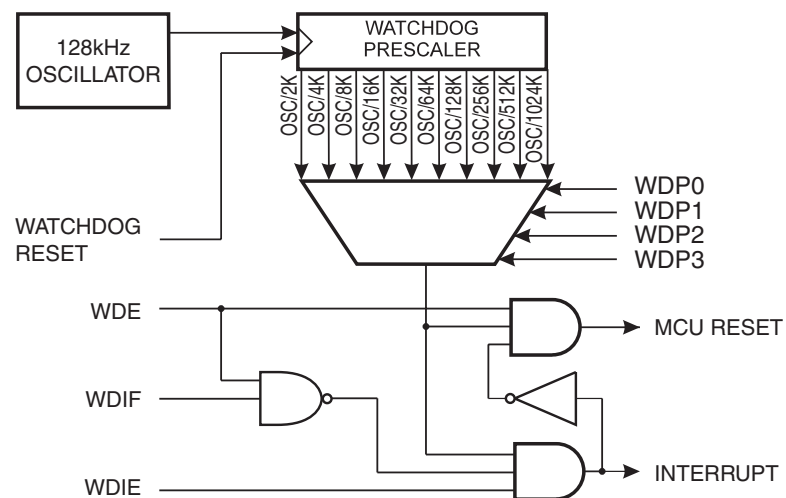 128kHz
OSCILLATOR
WATCHDOG
PRESCALER
OSC/2K
OSC/4K
OSC/8K
OSC/16K
OSC/32K
OSC/64K
OSC/128K
OSC/256K
OSC/512K
OSC/1024K
WDP0
WDP1
WDP2
WDP3
WATCHDOG
RESET
WDE
MCU RESET
WDIF
INTERRUPT
WDIE